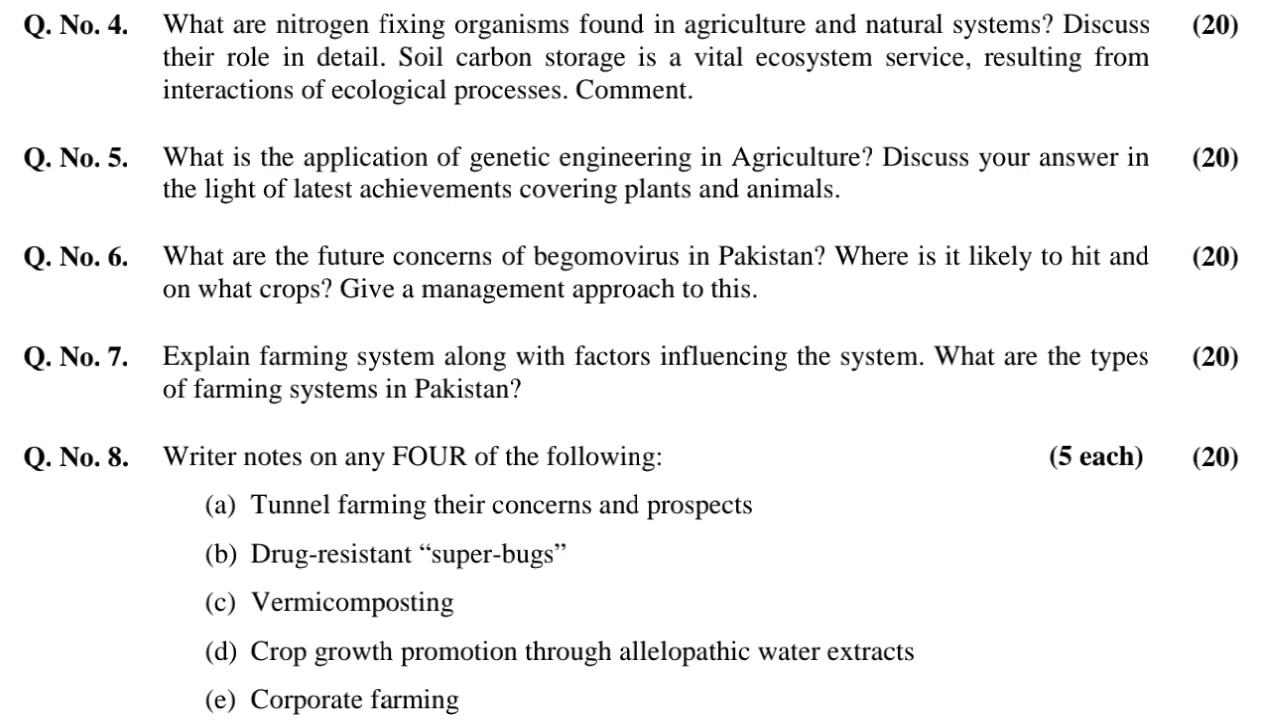 Q. No. 4. What are nitrogen fixing organisms found in agriculture and natural systems? Discuss (20)
their role in detail. Soil carbon storage is a vital ecosystem service, resulting from
interactions of ecological processes. Comment.
Q. No. 5. What is the application of genetic engineering in Agriculture? Discuss your answer in (20)
the light of latest achievements covering plants and animals.
Q. No. 6. What are the future concerns of begomovirus in Pakistan? Where is it likely to hit and (20)
on what crops? Give a management approach to this.
Q. No. 7. Explain farming system along with factors influencing the system. What are the types (20)
of farming systems in Pakistan?
Q. No. 8. Writer notes on any FOUR of the following: (5 each) (20)
(a) Tunnel farming their concerns and prospects
(b) Drug-resistant “super-bugs”
(c) Vermicomposting
(d) Crop growth promotion through allelopathic water extracts
(e) Corporate farming